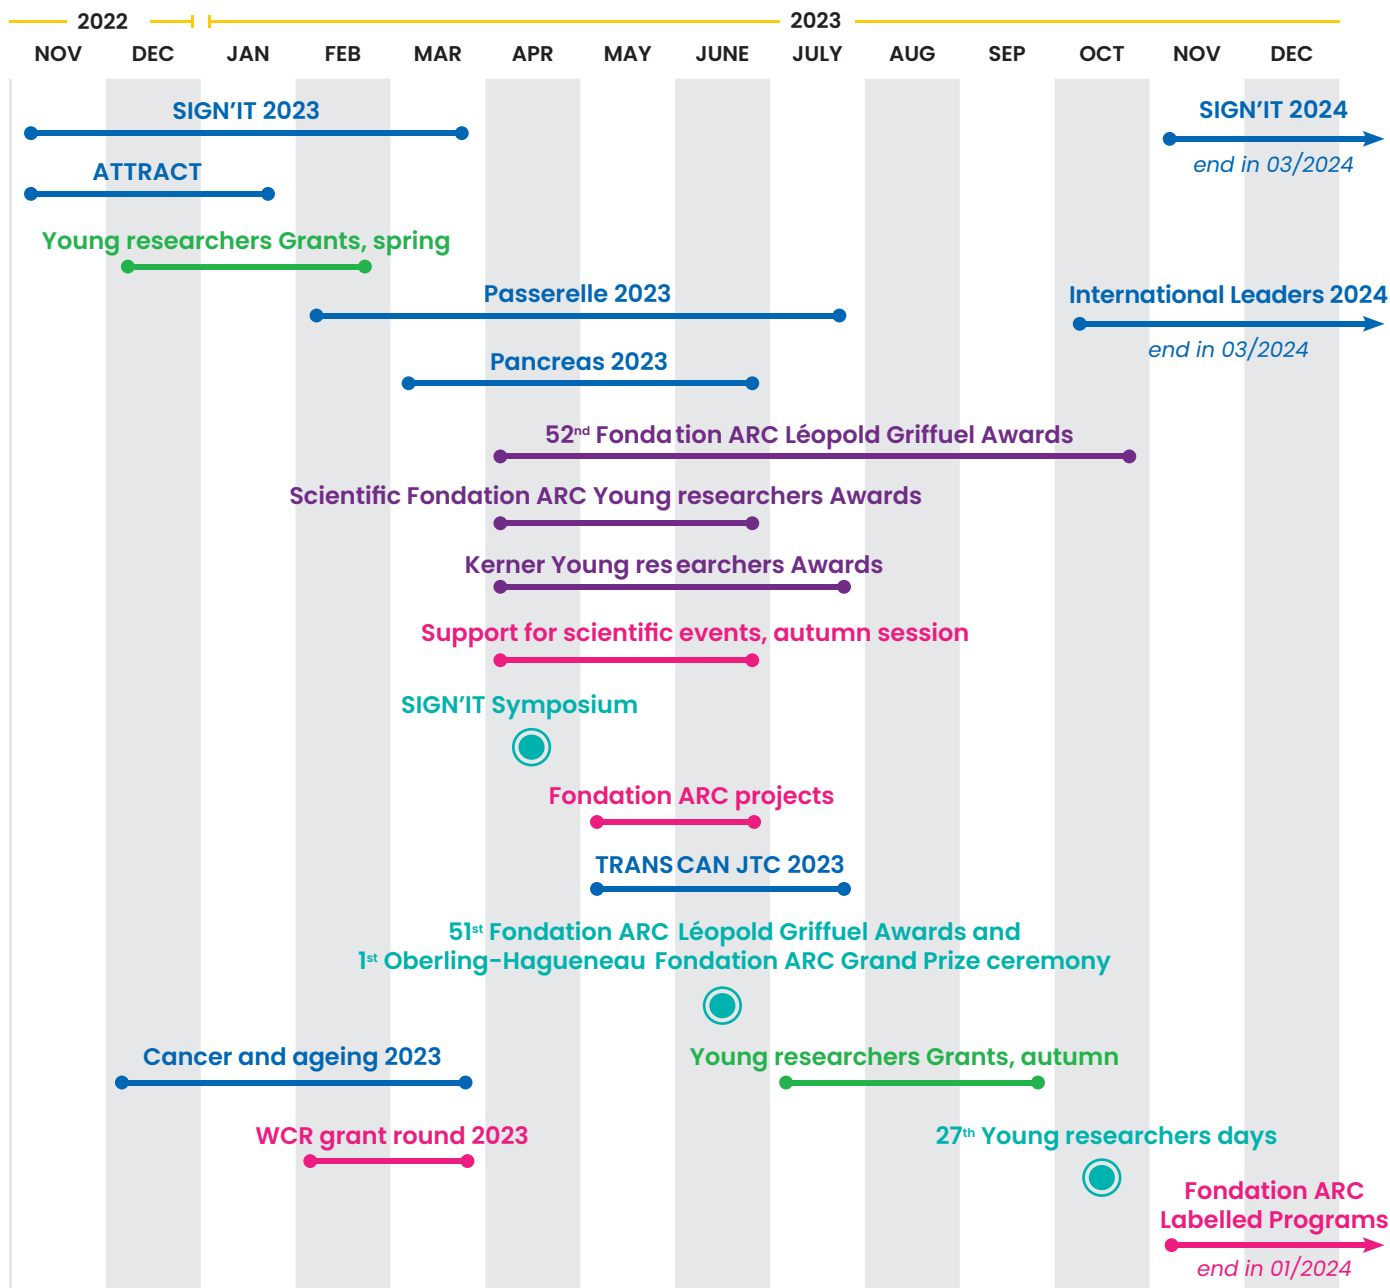 2022 2023
NOV DEC JAN FEB MAR APR MAY JUNE JULY AUG SEP OCT NOV DEC
SIGN’IT 2023
SIGN’IT 2024
end in 03/2024
ATTRACT
Young researchers Grants, spring
Passerelle 2023
International Leaders 2024
end in 03/2024
Pancreas 2023
52nd Fondation ARC Léopold Griffuel Awards
Scientific Fondation ARC Young researchers Awards
Kerner Young researchers Awards
Support for scientific events, autumn session
SIGN’IT Symposium
Fondation ARC projects
TRANSCAN JTC 2023
51st Fondation ARC Léopold Griffuel Awards and
1st Oberling-Hagueneau Fondation ARC Grand Prize ceremony
Cancer and ageing 2023
Young researchers Grants, autumn
WCR grant round 2023
27th Young researchers days
Fondation ARC
Labelled Programs
end in 01/2024